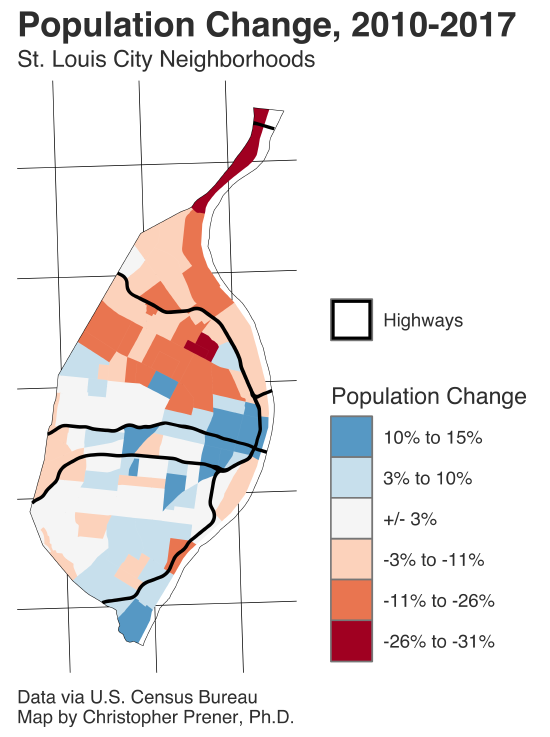 Population Change, 2010-2017
St. Louis City Neighborhoods
Highways
Population Change
10% to 15%
3% to 10%
+/- 3%
-3% to -11%
-11% to -26%
-26% to -31%
Data via U.S. Census Bureau
Map by Christopher Prener, Ph.D.